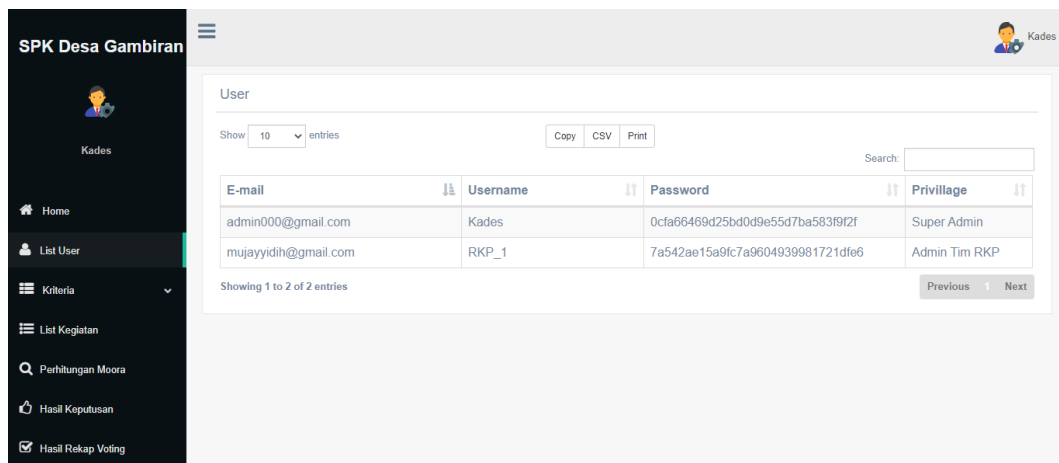 SPK Desa Gambiran
Kades
Home
List User
Kriteria
List Kegiatan
Perhitungan Moora
Hasil Keputusan
Hasil Rekap Voting
Kades
User
Show 10 entries
Copy CSV Print
Search:
E-mail Username Password Privillage
admin000@gmail.com Kades 0cfa66469d25bd0d9e55d7ba583f9f2f Super Admin
mujayyidih@gmail.com RKP_1 7a542ae15a9fc7a9604939981721dfe6 Admin Tim RKP
Showing 1 to 2 of 2 entries
Previous 1 Next